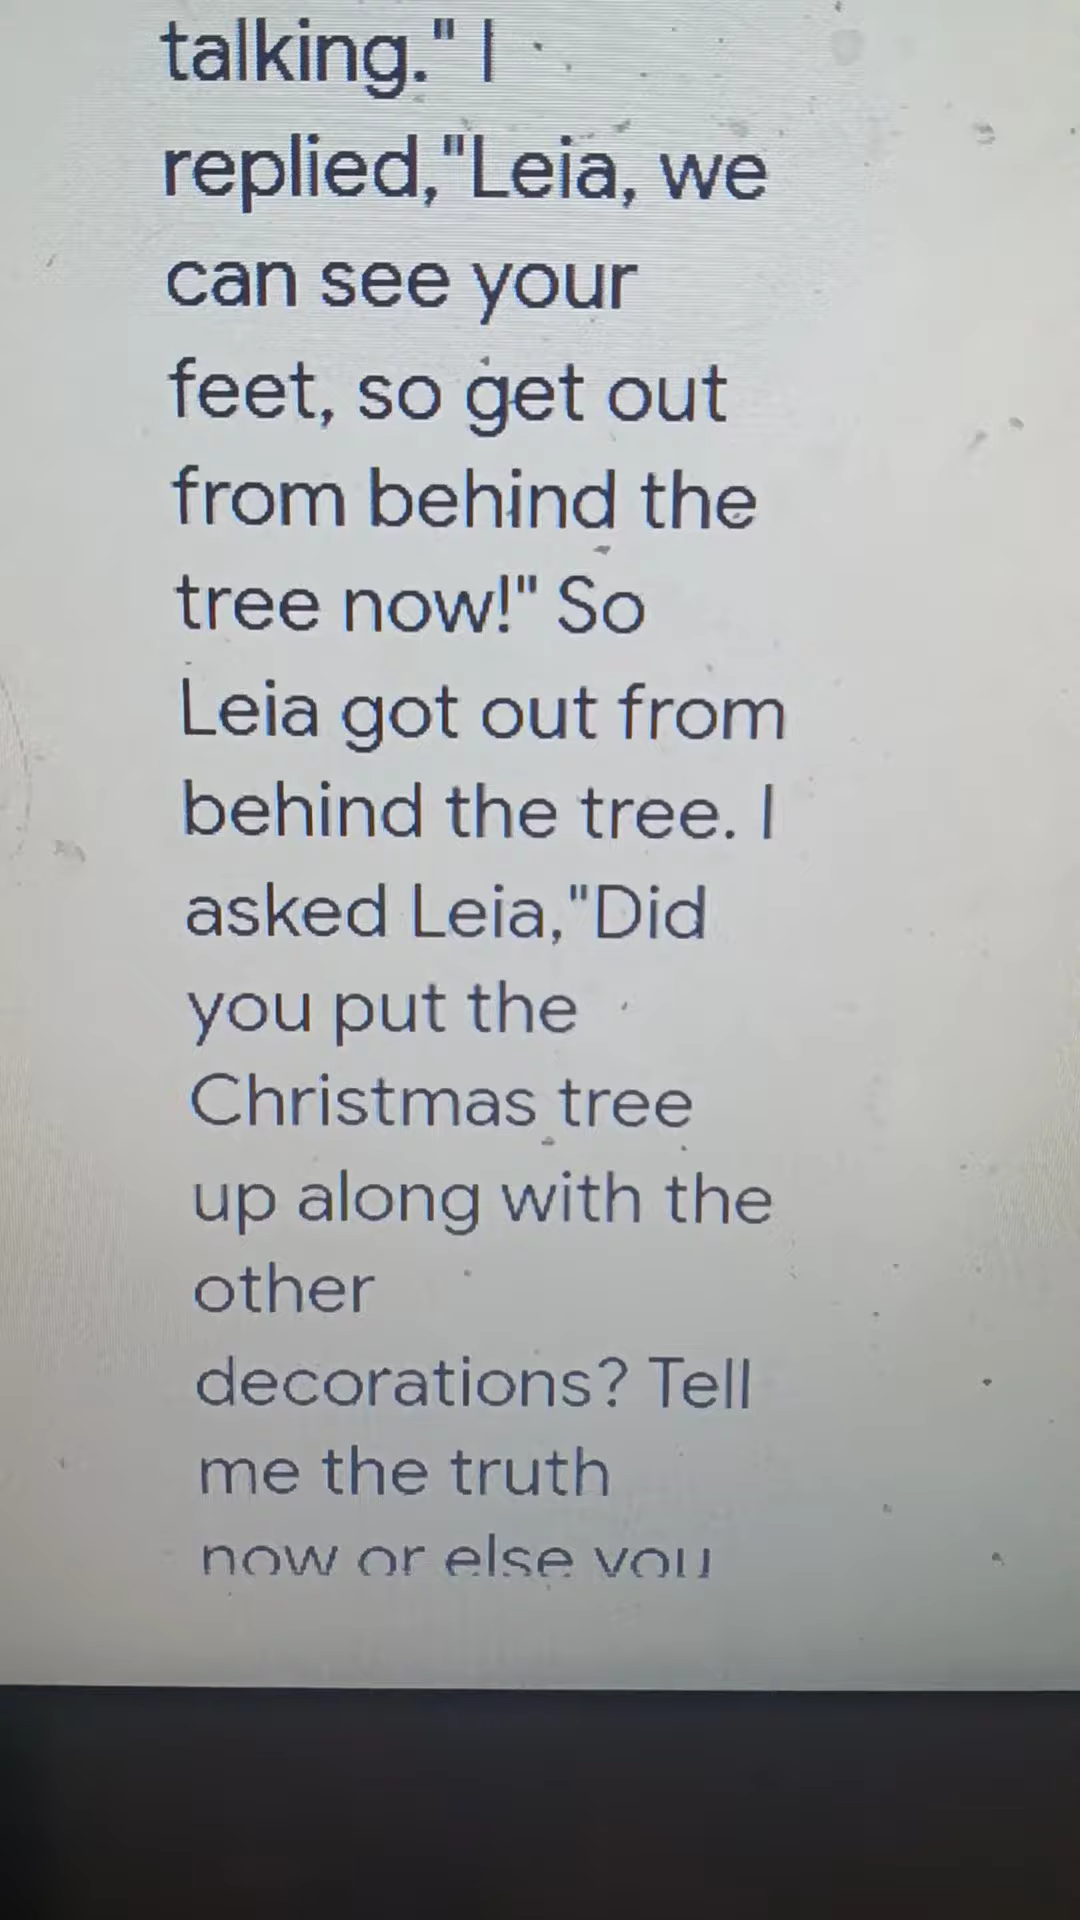 talking." I
replied,"Leia, we
can see your
feet, so get out
from behind the
tree now!" So
Leia got out from
behind the tree. I
asked Leia,"Did
you put the
Christmas tree
up along with the
other
decorations? Tell
me the truth
now or else you